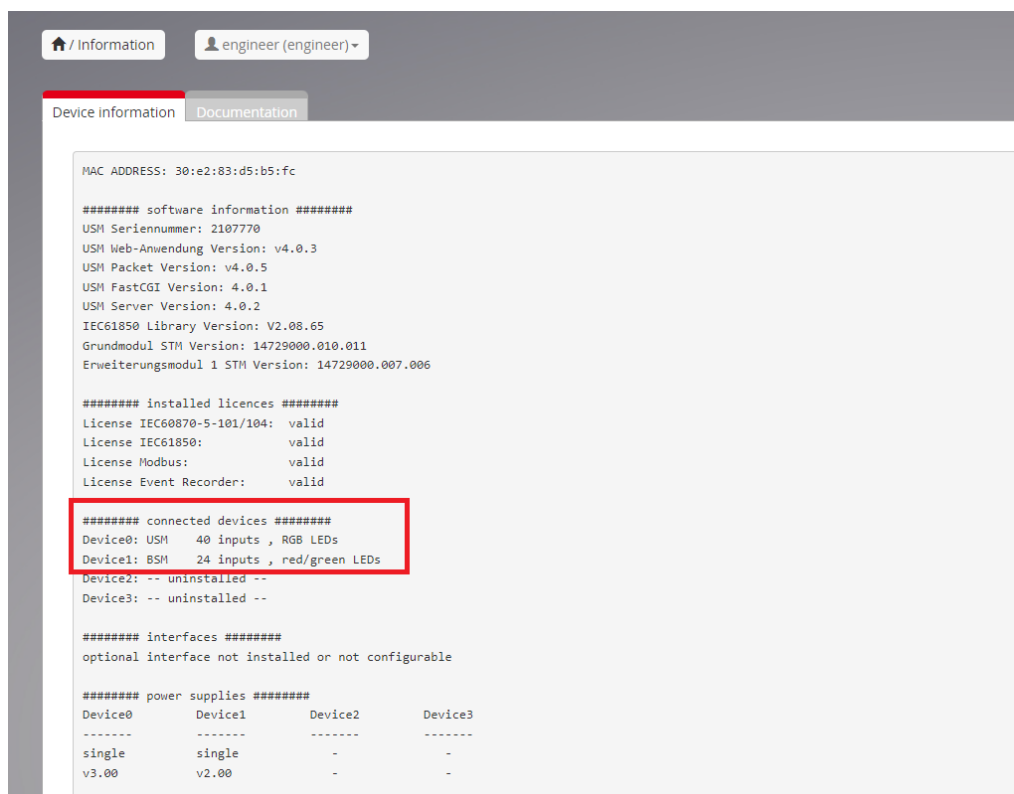 / Information
engineer (engineer)
Device information
Documentation
MAC ADDRESS: 30:e2:83:d5:b5:fc
######## software information ########
USM Seriennummer: 2107770
USM Web-Anwendung Version: v4.0.3
USM Packet Version: v4.0.5
USM FastCGI Version: 4.0.1
USM Server Version: 4.0.2
IEC61850 Library Version: V2.08.65
Grundmodul STM Version: 14729000.010.011
Erweiterungsmodul 1 STM Version: 14729000.007.006
######## installed licences ########
License IEC60870-5-101/104: valid
License IEC61850: valid
License Modbus: valid
License Event Recorder: valid
######## connected devices ########
Device0: USM 40 inputs , RGB LEDs
Device1: BSM 24 inputs , red/green LEDs
Device2: -- uninstalled --
Device3: -- uninstalled --
######## interfaces ########
optional interface not installed or not configurable
######## power supplies ########
Device0 Device1 Device2 Device3
------- ------- ------- -------
single single - -
v3.00 v2.00 - -